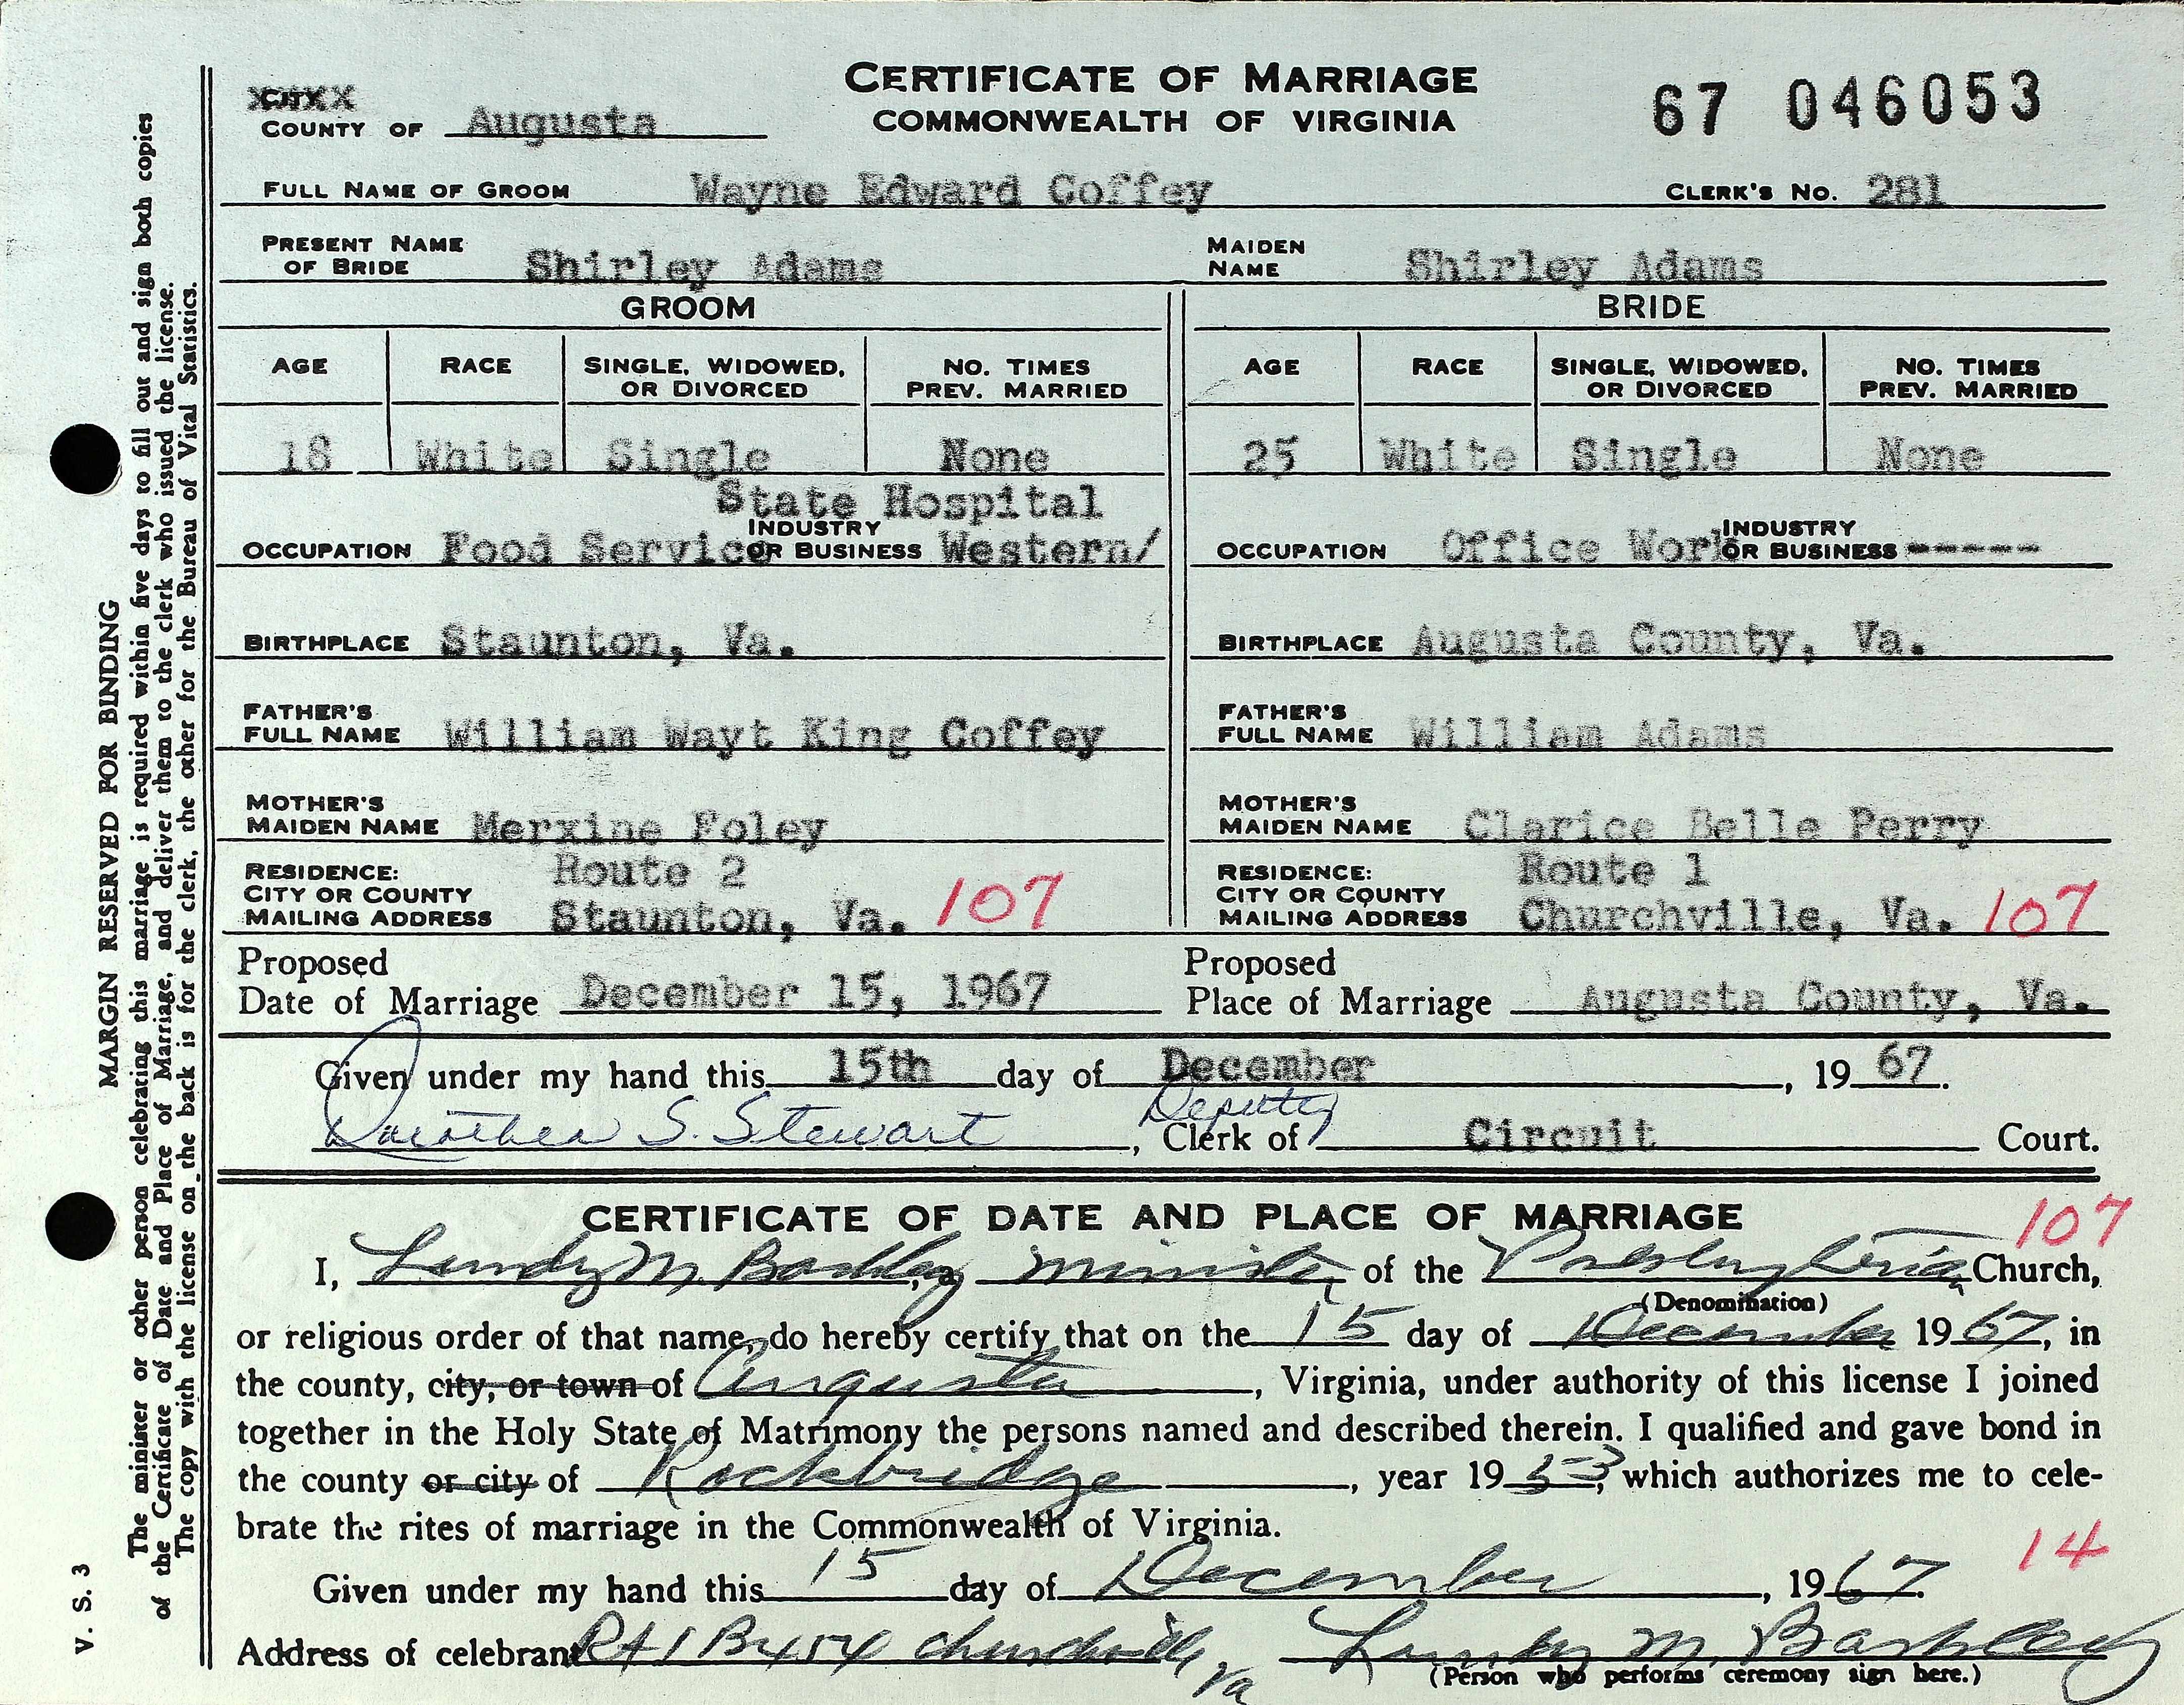 CITY XXXX
CERTIFICATE OF MARRIAGE
COUNTY OF Augusta
COMMONWEALTH OF VIRGINIA
67 046053
FULL NAME OF GROOM Wayne Edward Coffey CLERK'S NO. 281
PRESENT NAME OF BRIDE Shirley Adams MAIDEN NAME Shirley Adams
GROOM BRIDE
AGE RACE SINGLE, WIDOWED, OR DIVORCED NO. TIMES PREV. MARRIED AGE RACE SINGLE, WIDOWED, OR DIVORCED NO. TIMES PREV. MARRIED
18 White Single None 25 White Single None
State Hospital
OCCUPATION Food Service INDUSTRY OR BUSINESS Western/ OCCUPATION Office Work INDUSTRY OR BUSINESS -----
BIRTHPLACE Staunton, Va. BIRTHPLACE Augusta County, Va.
FATHER'S FULL NAME William Wayt King Coffey FATHER'S FULL NAME William Adams
MOTHER'S MAIDEN NAME Merxine Foley MOTHER'S MAIDEN NAME Clarice Belle Perry
RESIDENCE: CITY OR COUNTY MAILING ADDRESS Route 2 Staunton, Va. 107 RESIDENCE: CITY OR COUNTY MAILING ADDRESS Route 1 Churchville, Va. 107
Proposed Date of Marriage December 15, 1967 Proposed Place of Marriage Augusta County, Va.
Given under my hand this 15th day of December, 19 67.
Dorothea S. Stewart, Deputy Clerk of Circuit Court.
CERTIFICATE OF DATE AND PLACE OF MARRIAGE 107
I, M. , a minister of the Presbyterian Church,
(Denomination)
or religious order of that name, do hereby certify that on the 15 day of December 1967, in
the county, city, or town of Augusta, Virginia, under authority of this license I joined
together in the Holy State of Matrimony the persons named and described therein. I qualified and gave bond in
the county or city of Rockbridge, year 19 53, which authorizes me to cele-
brate the rites of marriage in the Commonwealth of Virginia.
14
Given under my hand this 15 day of December, 1967.
Address of celebrant Rt 1 Bx 454 Churchville, Va M.
(Person who performs ceremony sign here.)
MARGIN RESERVED FOR BINDING
The minister or other person celebrating this marriage is required within five days to fill out and sign both copies
of the Certificate of Date and Place of Marriage, and deliver them to the clerk who issued the license.
The copy with the license on the back is for the clerk, the other for the Bureau of Vital Statistics.
V. S. 3